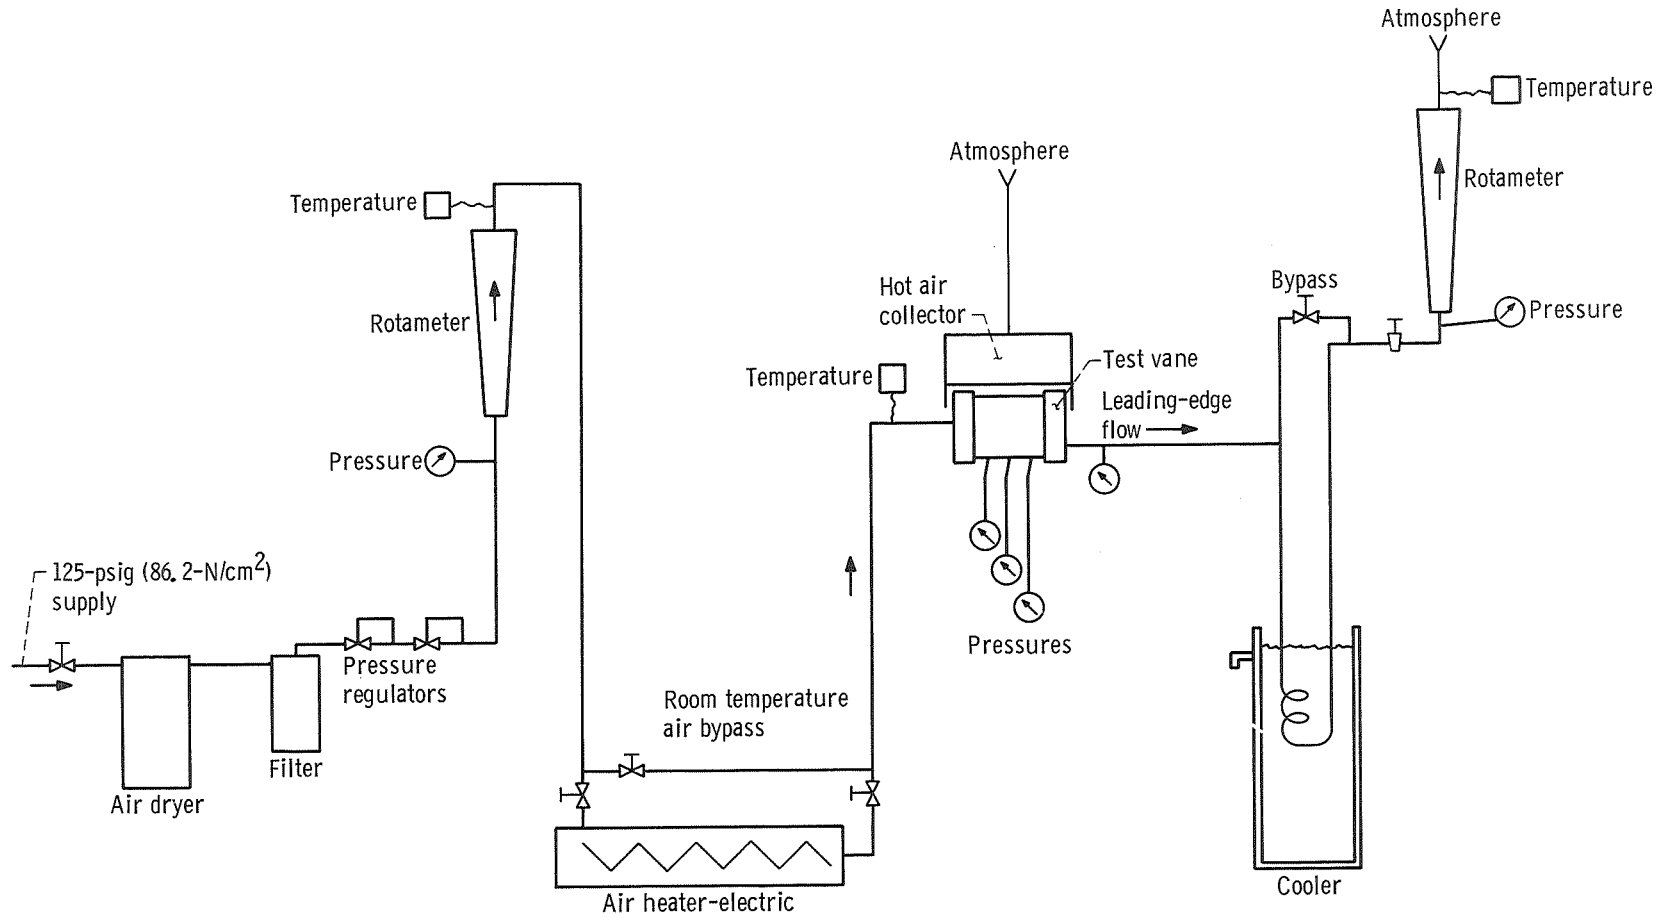 Atmosphere
Temperature
Rotameter
Pressure
Bypass
Atmosphere
Hot air
collector
Test vane
Temperature
Leading-edge
flow
Temperature
Rotameter
Pressure
125-psig (86.2-N/cm²)
supply
Pressure
regulators
Pressures
Room temperature
air bypass
Filter
Air dryer
Air heater-electric
Cooler